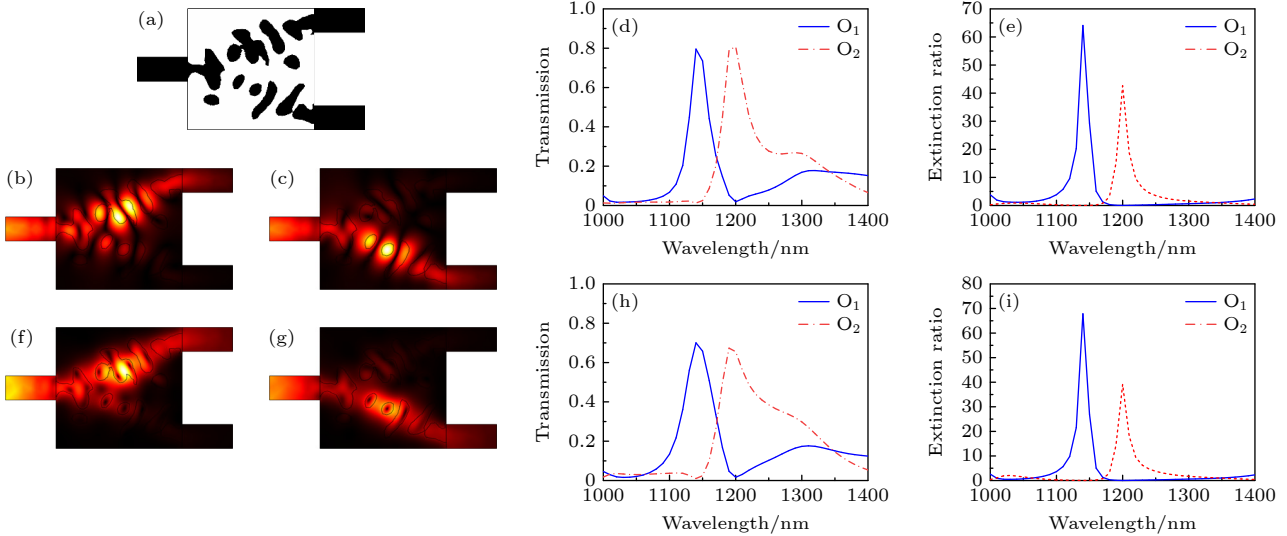 (a)
(b)
(c)
(f)
(g)
(d)
O₁
O₂
Transmission
1.0
0.8
0.6
0.4
0.2
0
1000
1100
1200
1300
1400
Wavelength/nm
(e)
O₁
O₂
Extinction ratio
70
60
50
40
30
20
10
0
1000
1100
1200
1300
1400
Wavelength/nm
(h)
O₁
O₂
Transmission
1.0
0.8
0.6
0.4
0.2
0
1000
1100
1200
1300
1400
Wavelength/nm
(i)
O₁
O₂
Extinction ratio
80
70
60
50
40
30
20
10
0
1000
1100
1200
1300
1400
Wavelength/nm